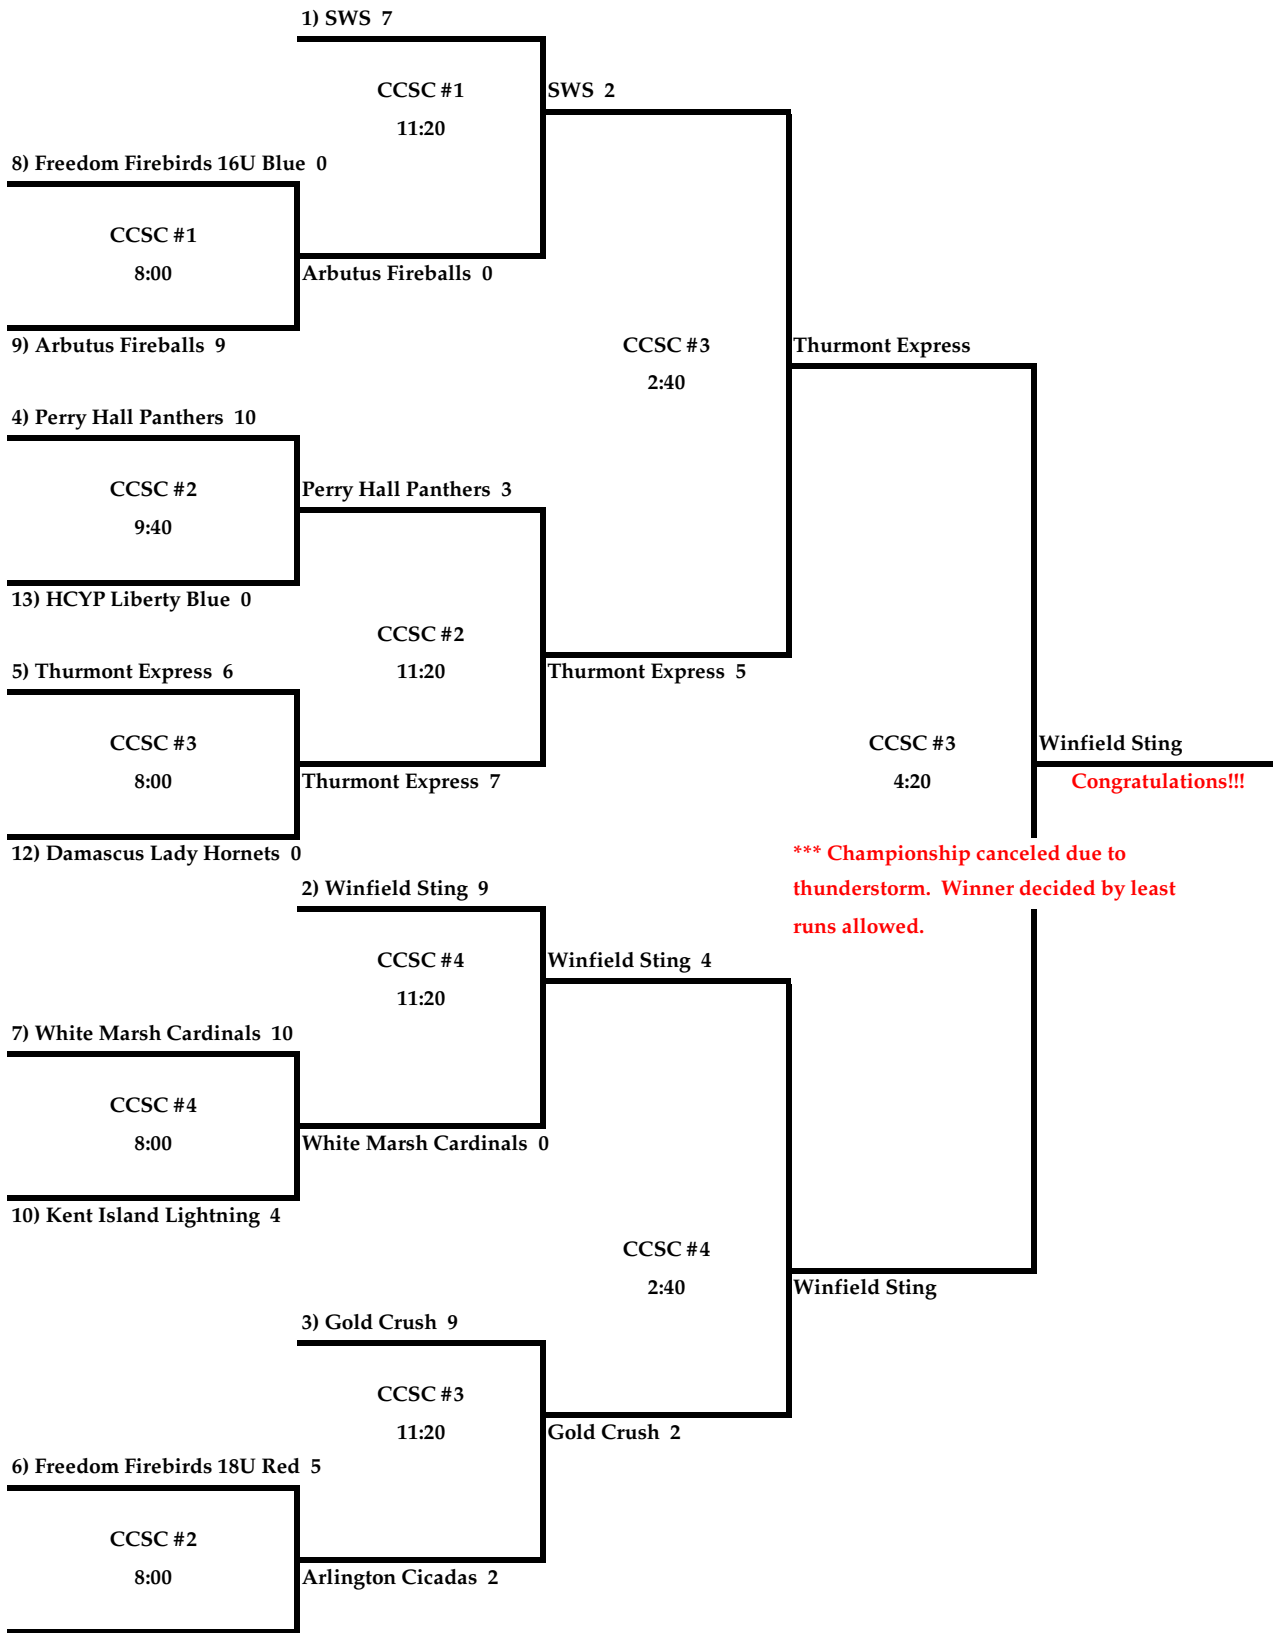 1) SWS 7
CCSC #1
11:20
SWS 2
8) Freedom Firebirds 16U Blue 0
CCSC #1
8:00
Arbutus Fireballs 0
9) Arbutus Fireballs 9
CCSC #3
2:40
Thurmont Express
4) Perry Hall Panthers 10
CCSC #2
9:40
Perry Hall Panthers 3
13) HCYP Liberty Blue 0
CCSC #2
11:20
5) Thurmont Express 6
Thurmont Express 5
CCSC #3
8:00
Thurmont Express 7
CCSC #3
4:20
Winfield Sting
Congratulations!!!
12) Damascus Lady Hornets 0
*** Championship canceled due to
thunderstorm. Winner decided by least
runs allowed.
2) Winfield Sting 9
CCSC #4
11:20
Winfield Sting 4
7) White Marsh Cardinals 10
CCSC #4
8:00
White Marsh Cardinals 0
10) Kent Island Lightning 4
CCSC #4
2:40
Winfield Sting
3) Gold Crush 9
CCSC #3
11:20
Gold Crush 2
6) Freedom Firebirds 18U Red 5
CCSC #2
8:00
Arlington Cicadas 2